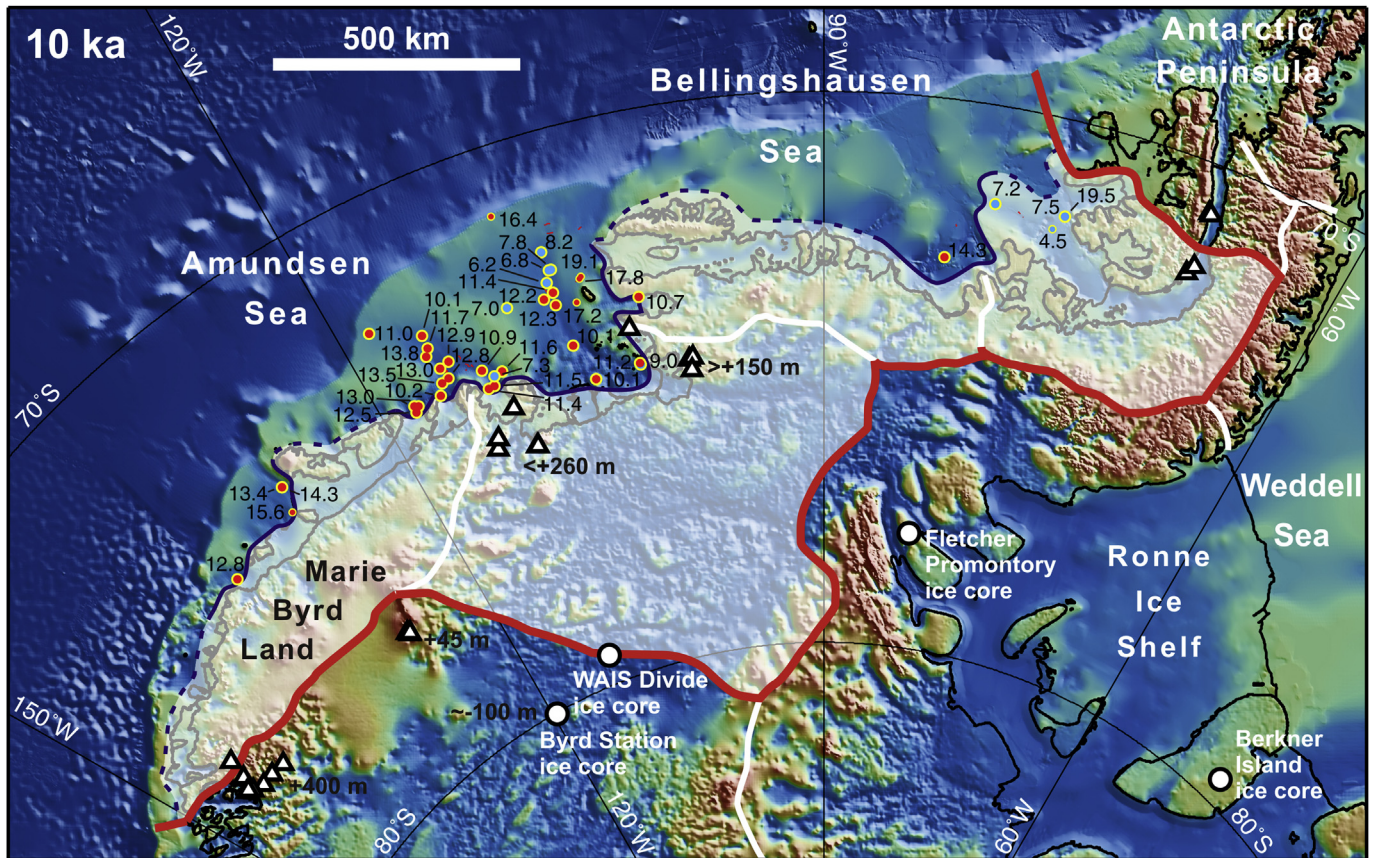 10 ka
120°W
500 km
90°W
Antarctic
Peninsula
Bellingshausen
Sea
Amundsen
Sea
16.4
7.8
8.2
6.8
6.2
19.1
11.4
17.8
12.2
7.0
12.3
17.2
10.7
7.2
7.5
19.5
4.5
14.3
70°S
60°W
10.1
11.7
11.0
12.9
10.9
13.8
12.8
11.6
10.1
13.0
7.3
11.2
9.0
13.5
11.5
10.1
10.2
11.4
13.0
12.5
>+150 m
<+260 m
70°S
13.4
14.3
15.6
12.8
Weddell
Sea
Marie
Byrd
Land
Fletcher
Promontory
ice core
Ronne
Ice
Shelf
+45 m
WAIS Divide
ice core
~-100 m
Byrd Station
ice core
150°W
+400 m
Berkner
Island
ice core
80°S
120°W
60°W
80°S